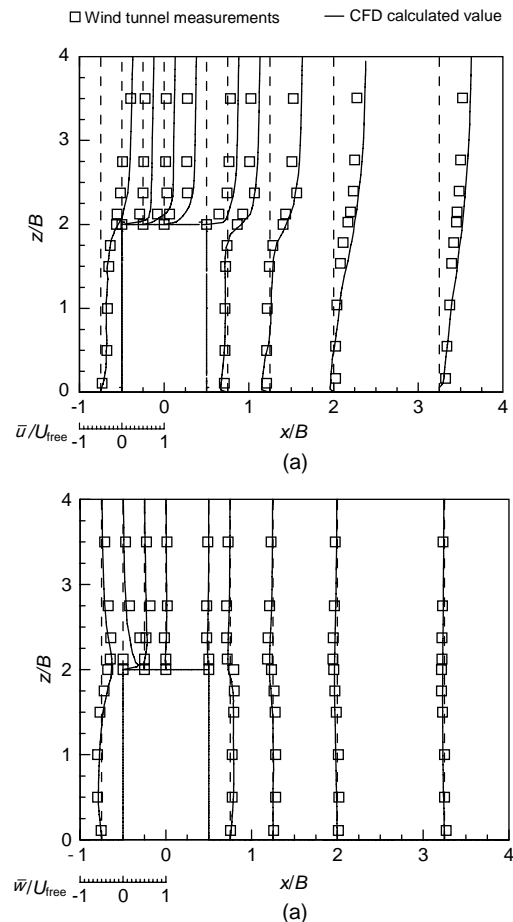 Wind tunnel measurements CFD calculated value
4
3
z/B
2
1
0
-1 0 1 2 3 4
ū/Ufree x/B
-1 0 1
(a)
4
3
z/B
2
1
0
-1 0 1 2 3 4
w̄/Ufree x/B
-1 0 1
(a)